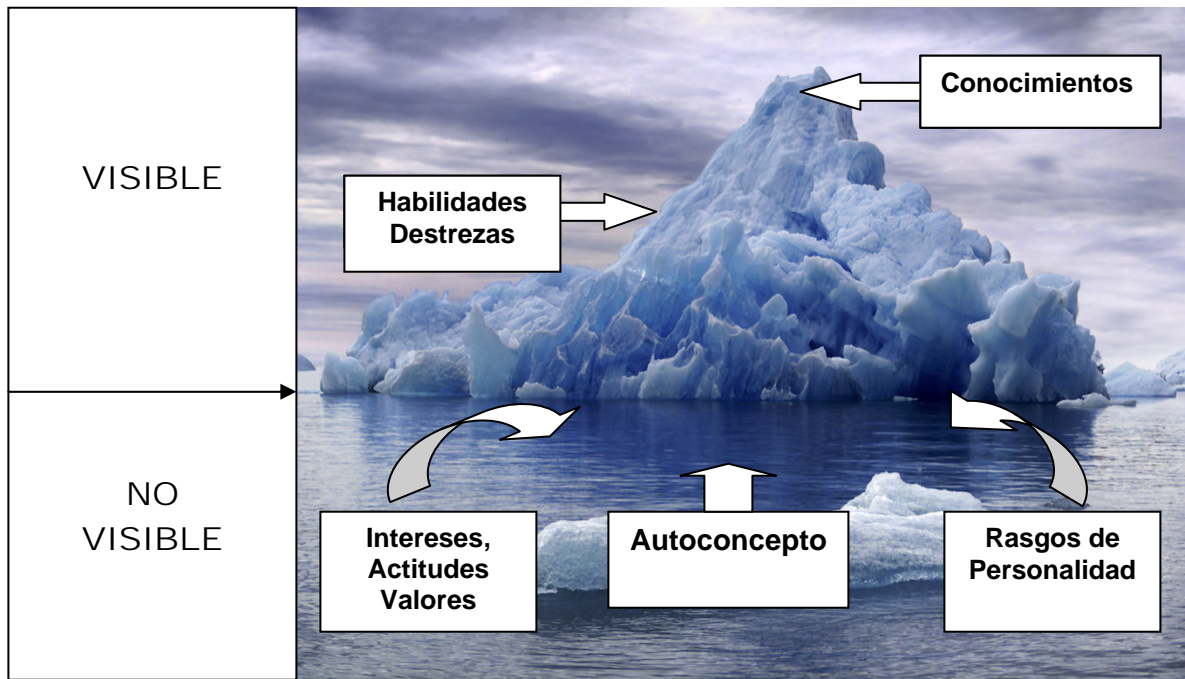 VISIBLE
Conocimientos
Habilidades
Destrezas
NO
VISIBLE
Intereses,
Actitudes
Valores
Autoconcepto
Rasgos de
Personalidad